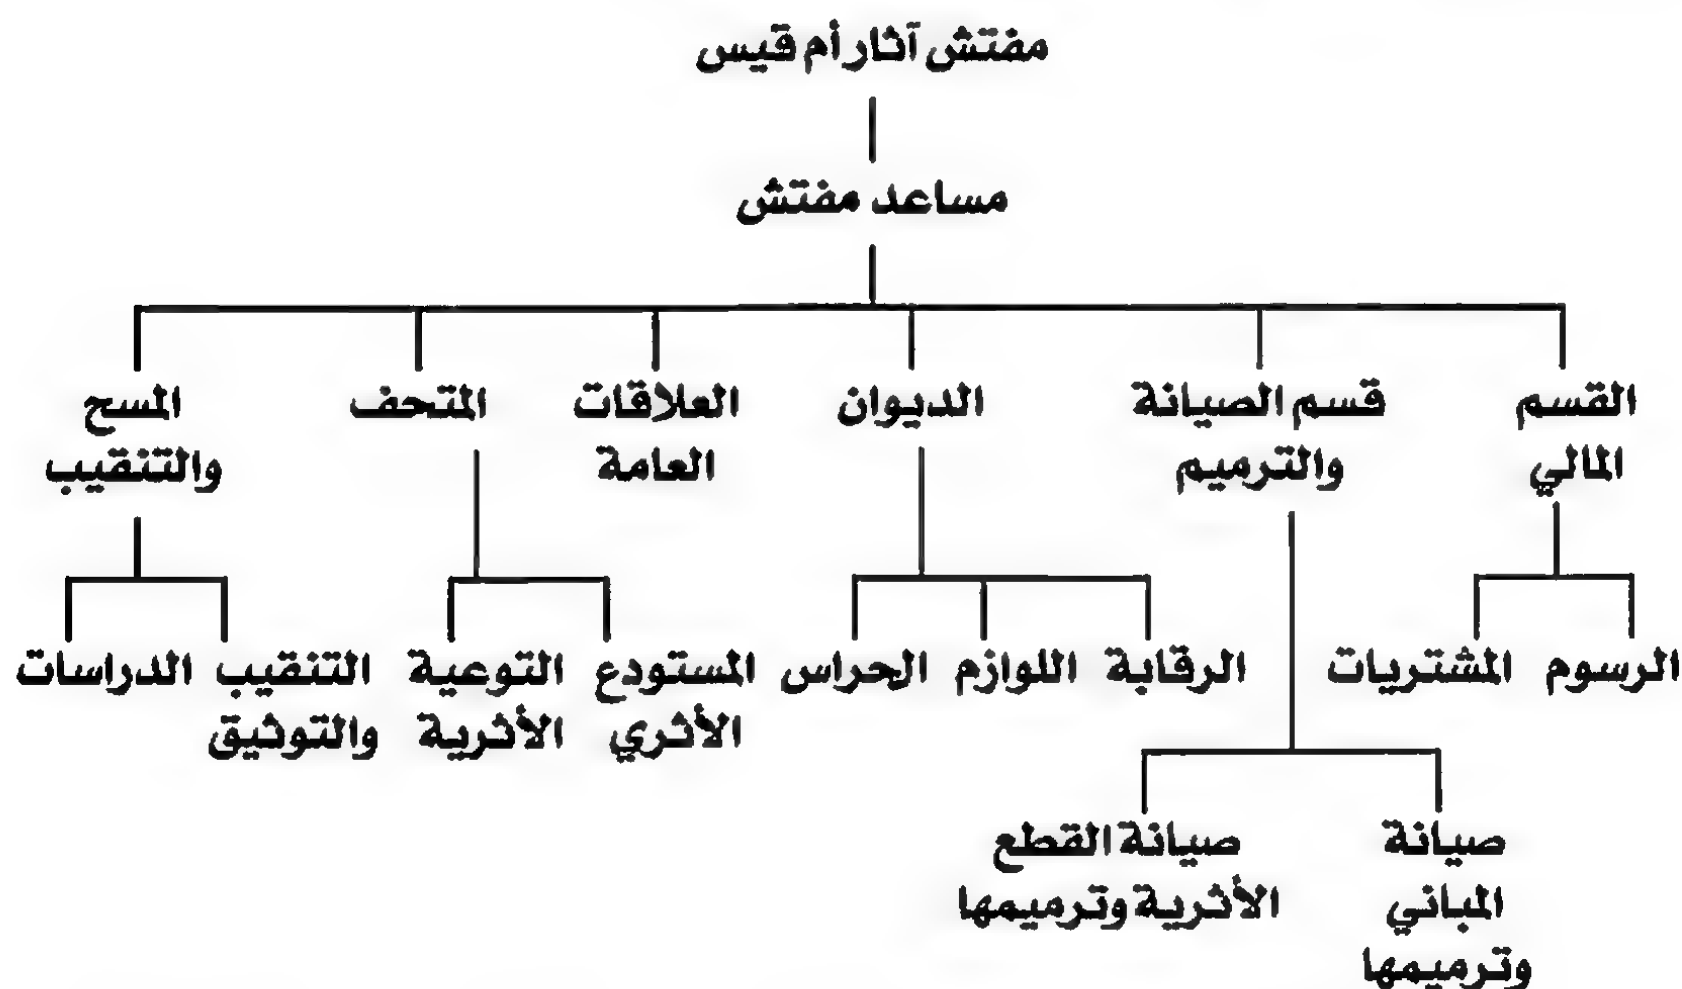 مفتش آثار أم قيس
مساعد مفتش
القسم المالي
قسم الصيانة والترميم
الديوان
العلاقات العامة
المتحف
المسح والتنقيب
الرسوم
المشتريات
الرقابة
اللوازم
الحراس
المستودع الأثري
التوعية الأثرية
التنقيب والتوثيق
الدراسات
صيانة المباني وترميمها
صيانة القطع الأثرية وترميمها